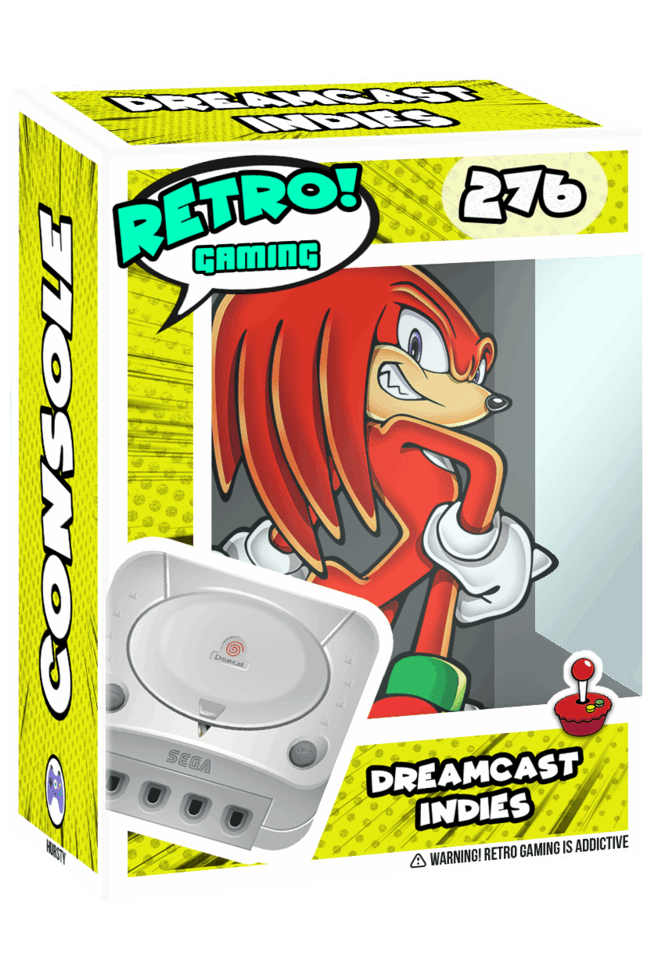 DREAMCAST
INDIES
RETRO!
GAMING
276
CONSOLE
Dreamcast
SEGA
DREAMCAST
INDIES
HURSTY
WARNING! RETRO GAMING IS ADDICTIVE